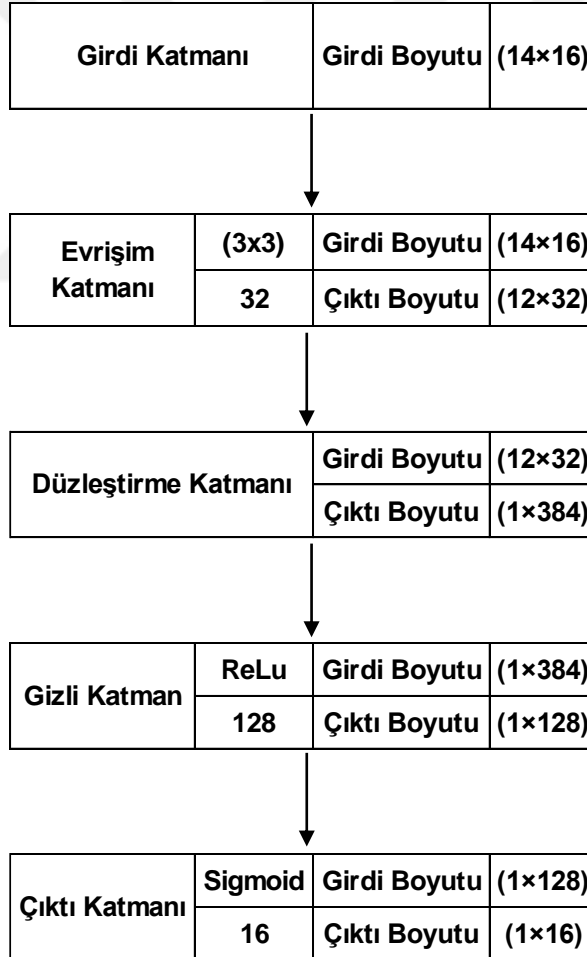 Girdi Katmanı Girdi Boyutu (14×16)
Evrişim Katmanı (3x3) Girdi Boyutu (14×16)
32 Çıktı Boyutu (12×32)
Düzleştirme Katmanı Girdi Boyutu (12×32)
Çıktı Boyutu (1×384)
Gizli Katman ReLu Girdi Boyutu (1×384)
128 Çıktı Boyutu (1×128)
Çıktı Katmanı Sigmoid Girdi Boyutu (1×128)
16 Çıktı Boyutu (1×16)